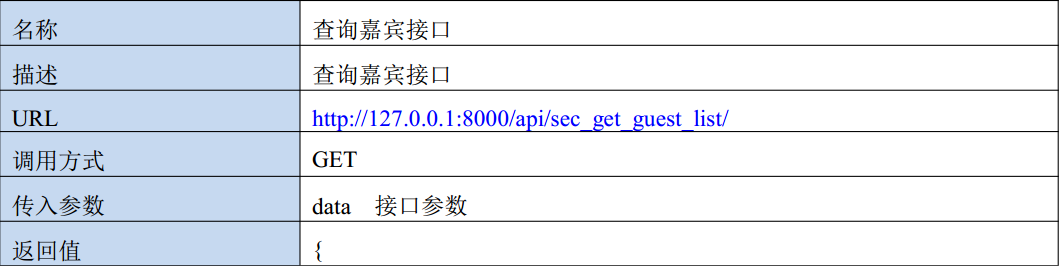 名称 查询嘉宾接口
描述 查询嘉宾接口
URL http://127.0.0.1:8000/api/sec_get_guest_list/
调用方式 GET
传入参数 data 接口参数
返回值 {